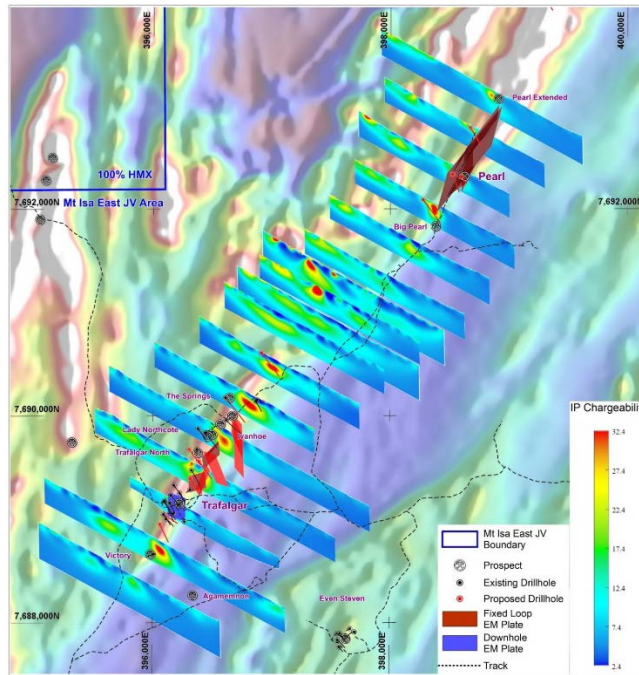 396,000E
398,000E
400,000E
Pearl Extended
100% HMX
Mt Isa East JV Area
Pearl
7,692,000N
7,692,000N
Big Pearl
The Springs
7,690,000N
Lady Northcote
Ivanhoe
Trafalgar North
Trafalgar
Victory
Agamemnon
Even Steven
7,688,000N
396,000E
398,000E
IP Chargeabili
32.4
27.4
22.4
17.4
12.4
7.4
2.4
Mt Isa East JV
Boundary
Prospect
Existing Drillhole
Proposed Drillhole
Fixed Loop
EM Plate
Downhole
EM Plate
Track